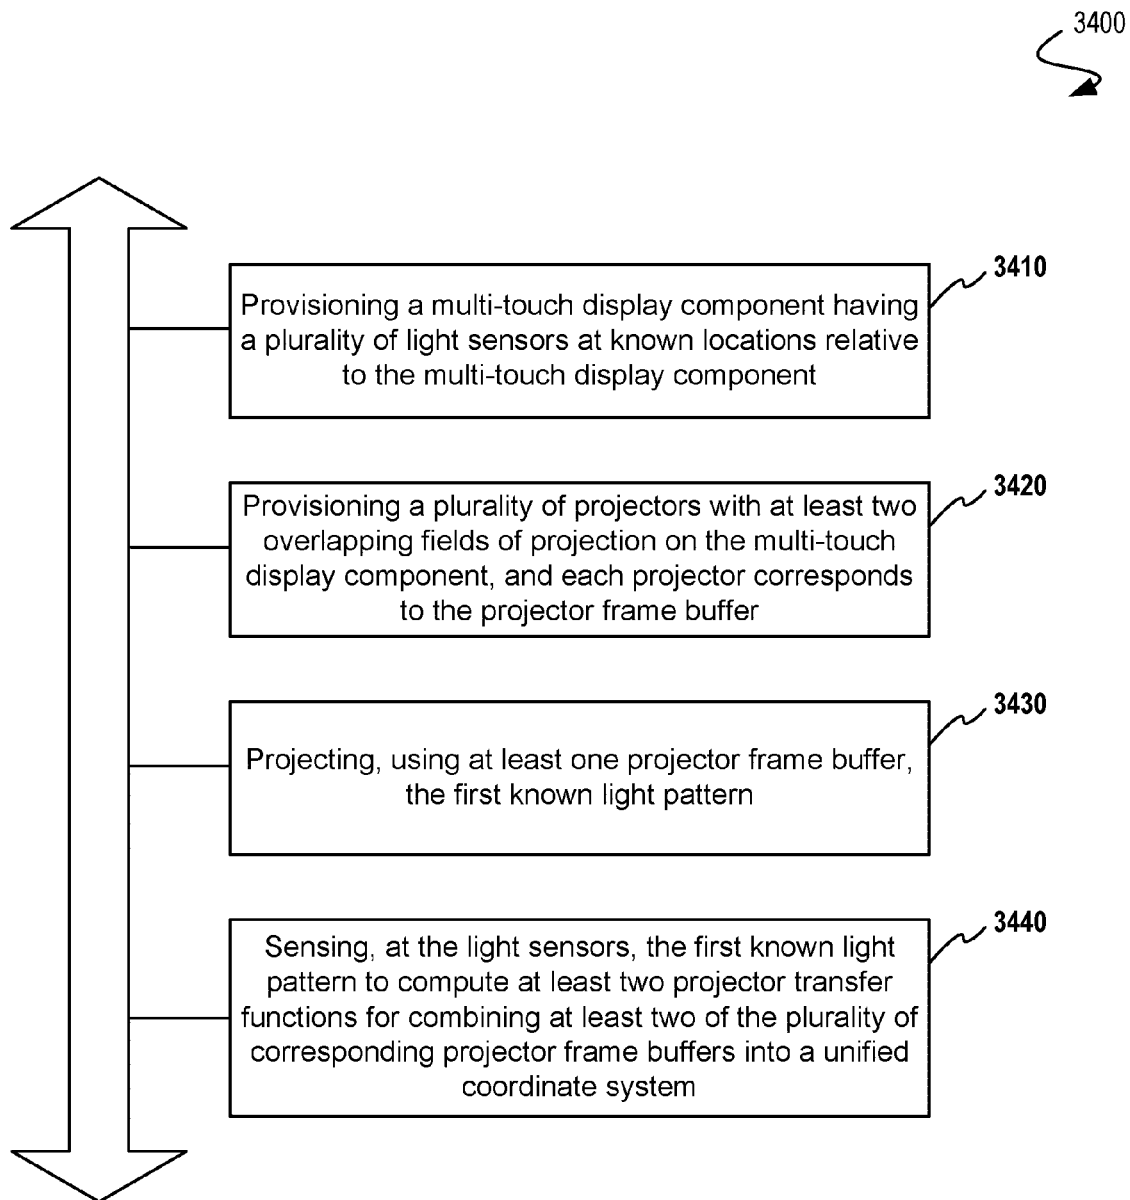 3400
3410
Provisioning a multi-touch display component having
a plurality of light sensors at known locations relative
to the multi-touch display component
3420
Provisioning a plurality of projectors with at least two
overlapping fields of projection on the multi-touch
display component, and each projector corresponds
to the projector frame buffer
3430
Projecting, using at least one projector frame buffer,
the first known light pattern
3440
Sensing, at the light sensors, the first known light
pattern to compute at least two projector transfer
functions for combining at least two of the plurality of
corresponding projector frame buffers into a unified
coordinate system